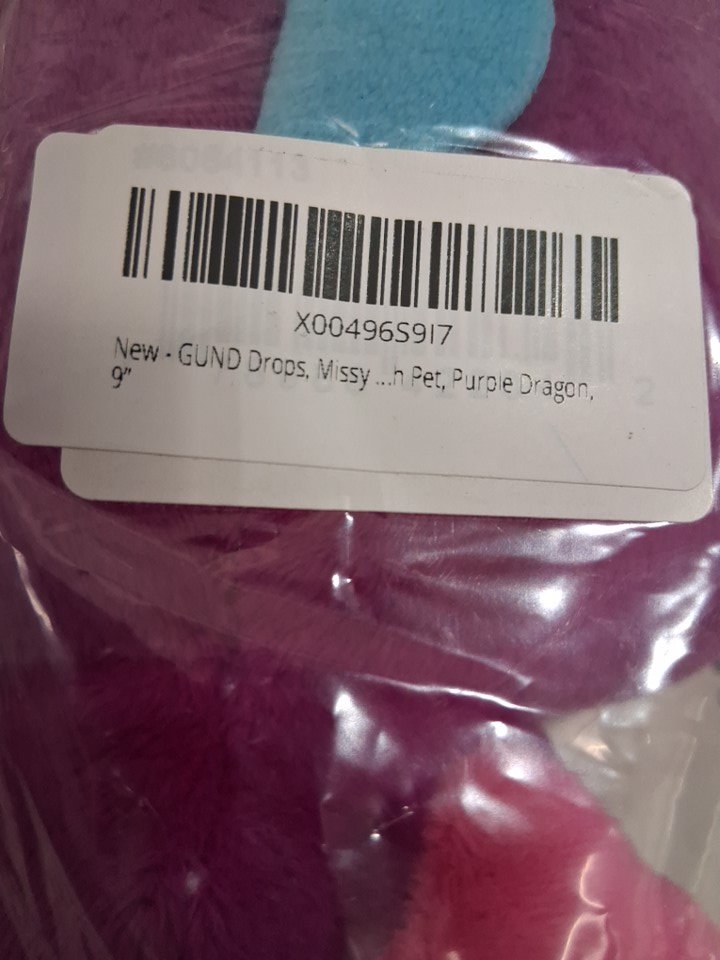 X00496S9I7
New - GUND Drops, Missy ...h Pet, Purple Dragon,
9"